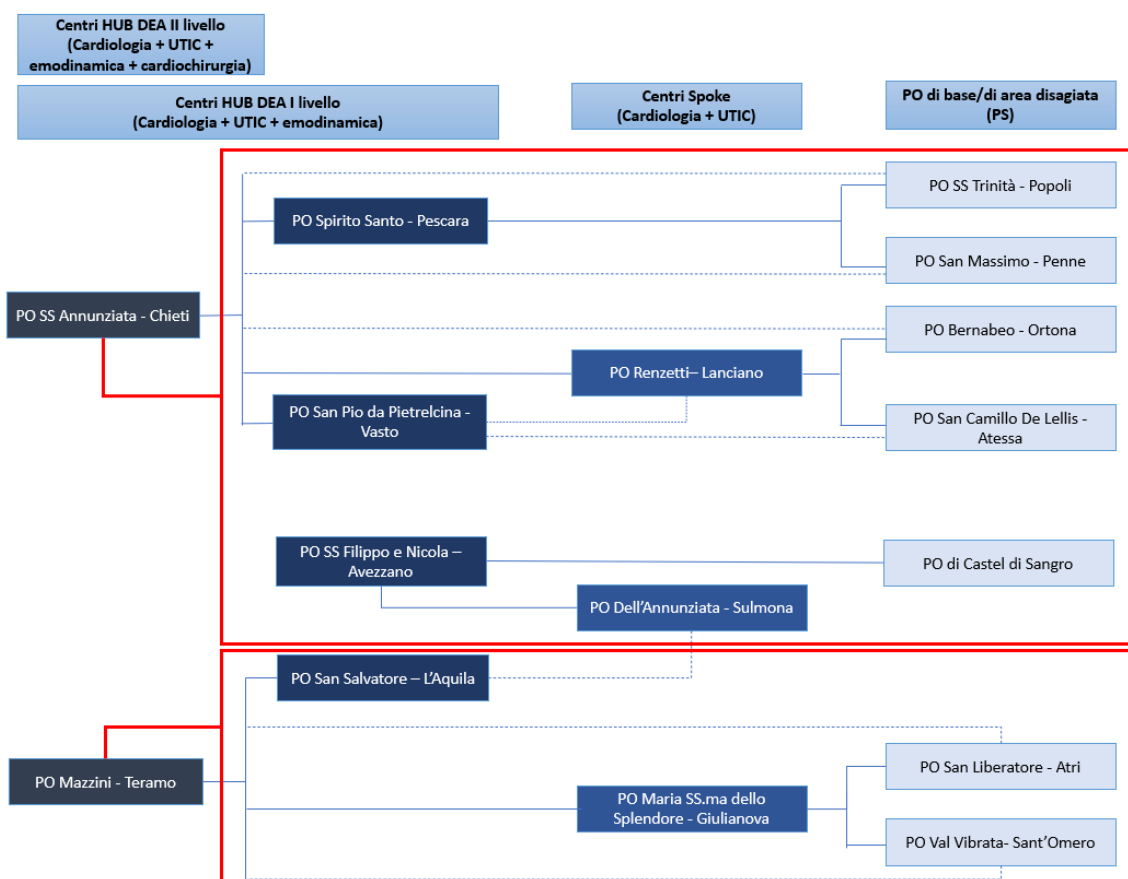 Centri HUB DEA II livello
(Cardiologia + UTIC +
emodinamica + cardiochirurgia)
Centri HUB DEA I livello
(Cardiologia + UTIC + emodinamica)
Centri Spoke
(Cardiologia + UTIC)
PO di base/di area disagiata
(PS)
PO SS Trinità - Popoli
PO Spirito Santo - Pescara
PO San Massimo - Penne
PO SS Annunziata - Chieti
PO Bernabeo - Ortona
PO Renzetti– Lanciano
PO San Pio da Pietrelcina -
Vasto
PO San Camillo De Lellis -
Atessa
PO SS Filippo e Nicola –
Avezzano
PO di Castel di Sangro
PO Dell’Annunziata - Sulmona
PO San Salvatore – L’Aquila
PO Mazzini - Teramo
PO San Liberatore - Atri
PO Maria SS.ma dello
Splendore - Giulianova
PO Val Vibrata- Sant’Omero